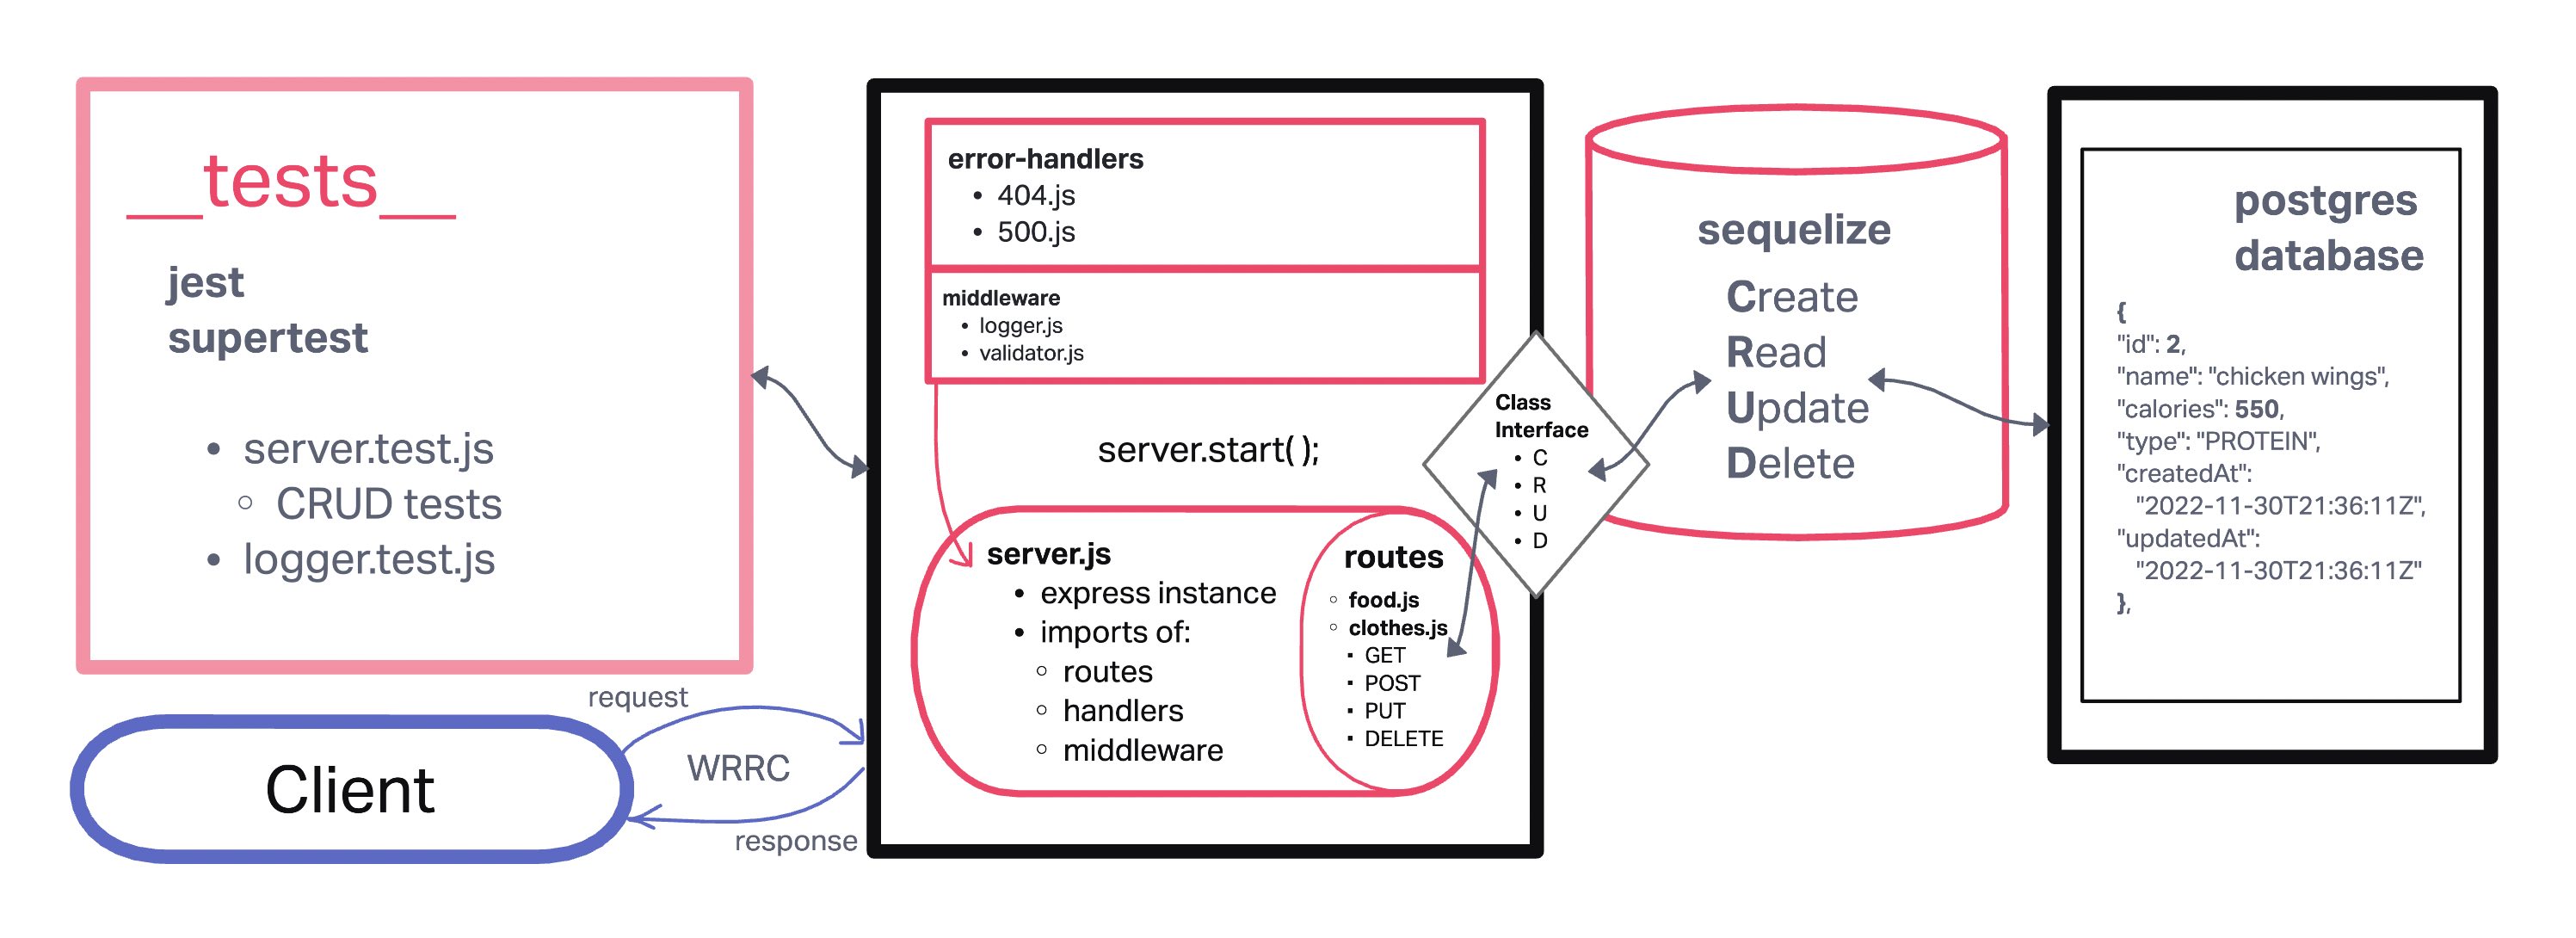 __tests__
jest
supertest
• server.test.js
◦ CRUD tests
• logger.test.js
Client
request
WRRC
response
error-handlers
• 404.js
• 500.js
middleware
• logger.js
• validator.js
server.start( );
server.js
• express instance
• imports of:
◦ routes
◦ handlers
◦ middleware
routes
◦ food.js
◦ clothes.js
▪ GET
▪ POST
▪ PUT
▪ DELETE
Class
Interface
• C
• R
• U
• D
sequelize
Create
Read
Update
Delete
postgres
database
{
"id": 2,
"name": "chicken wings",
"calories": 550,
"type": "PROTEIN",
"createdAt":
"2022-11-30T21:36:11Z",
"updatedAt":
"2022-11-30T21:36:11Z"
},